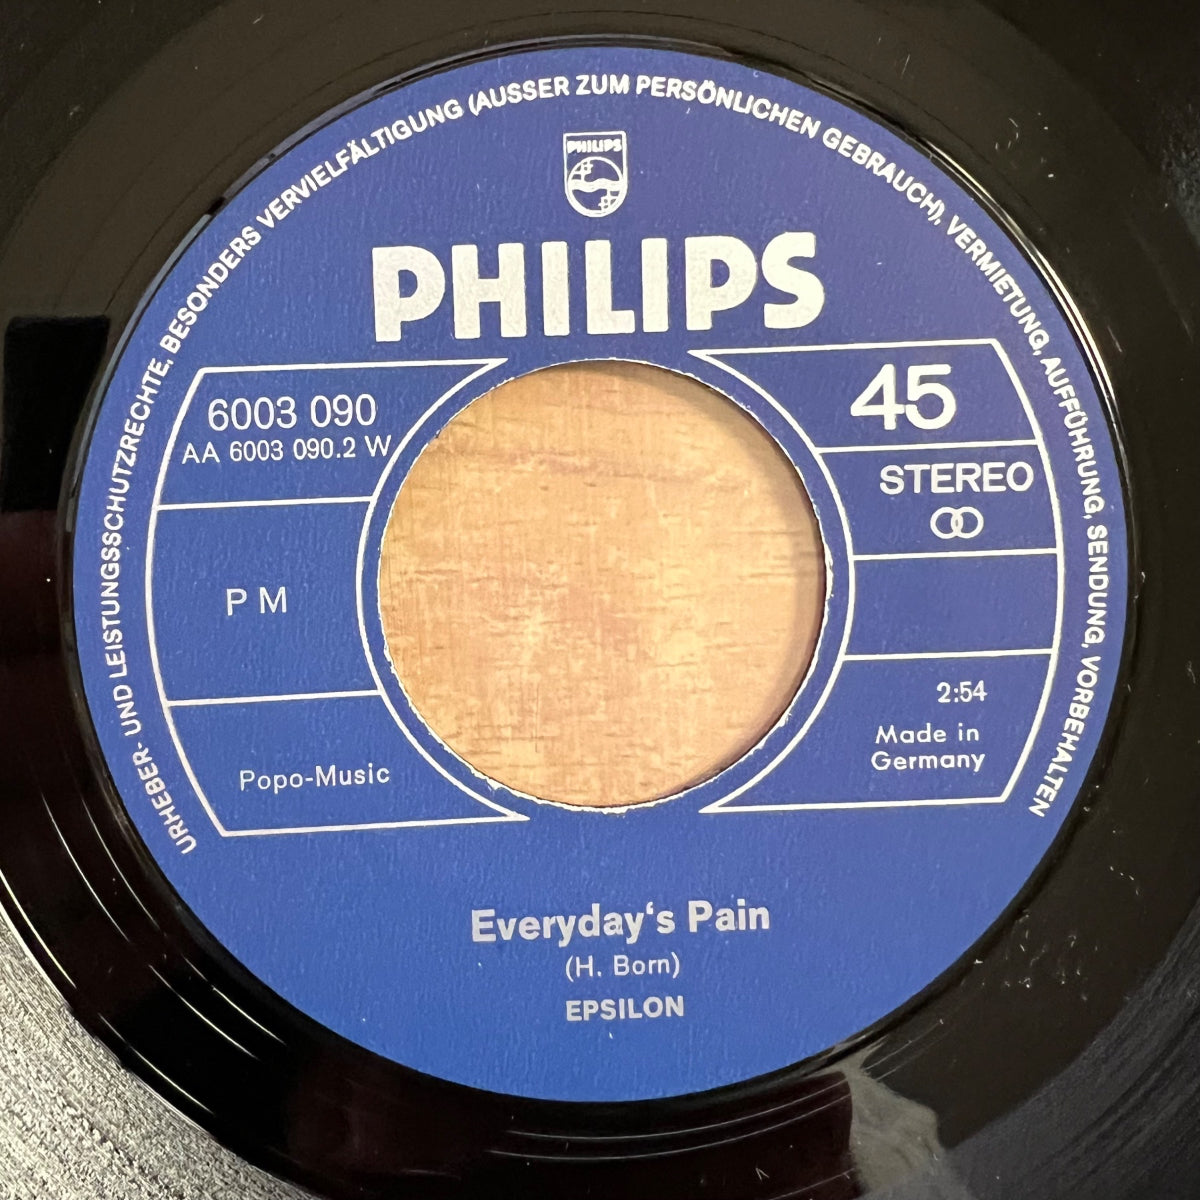 URHEBER- UND LEISTUNGSSCHUTZRECHTE, BESONDERS VERVIELFÄLTIGUNG (AUSSER ZUM PERSÖNLICHEN GEBRAUCH), VERMIETUNG, AUFFÜHRUNG, SENDUNG, VORBEHALTEN
PHILIPS
PHILIPS
6003 090
AA 6003 090.2 W
P M
Popo-Music
45
STEREO
2:54
Made in
Germany
Everyday‘s Pain
(H. Born)
EPSILON